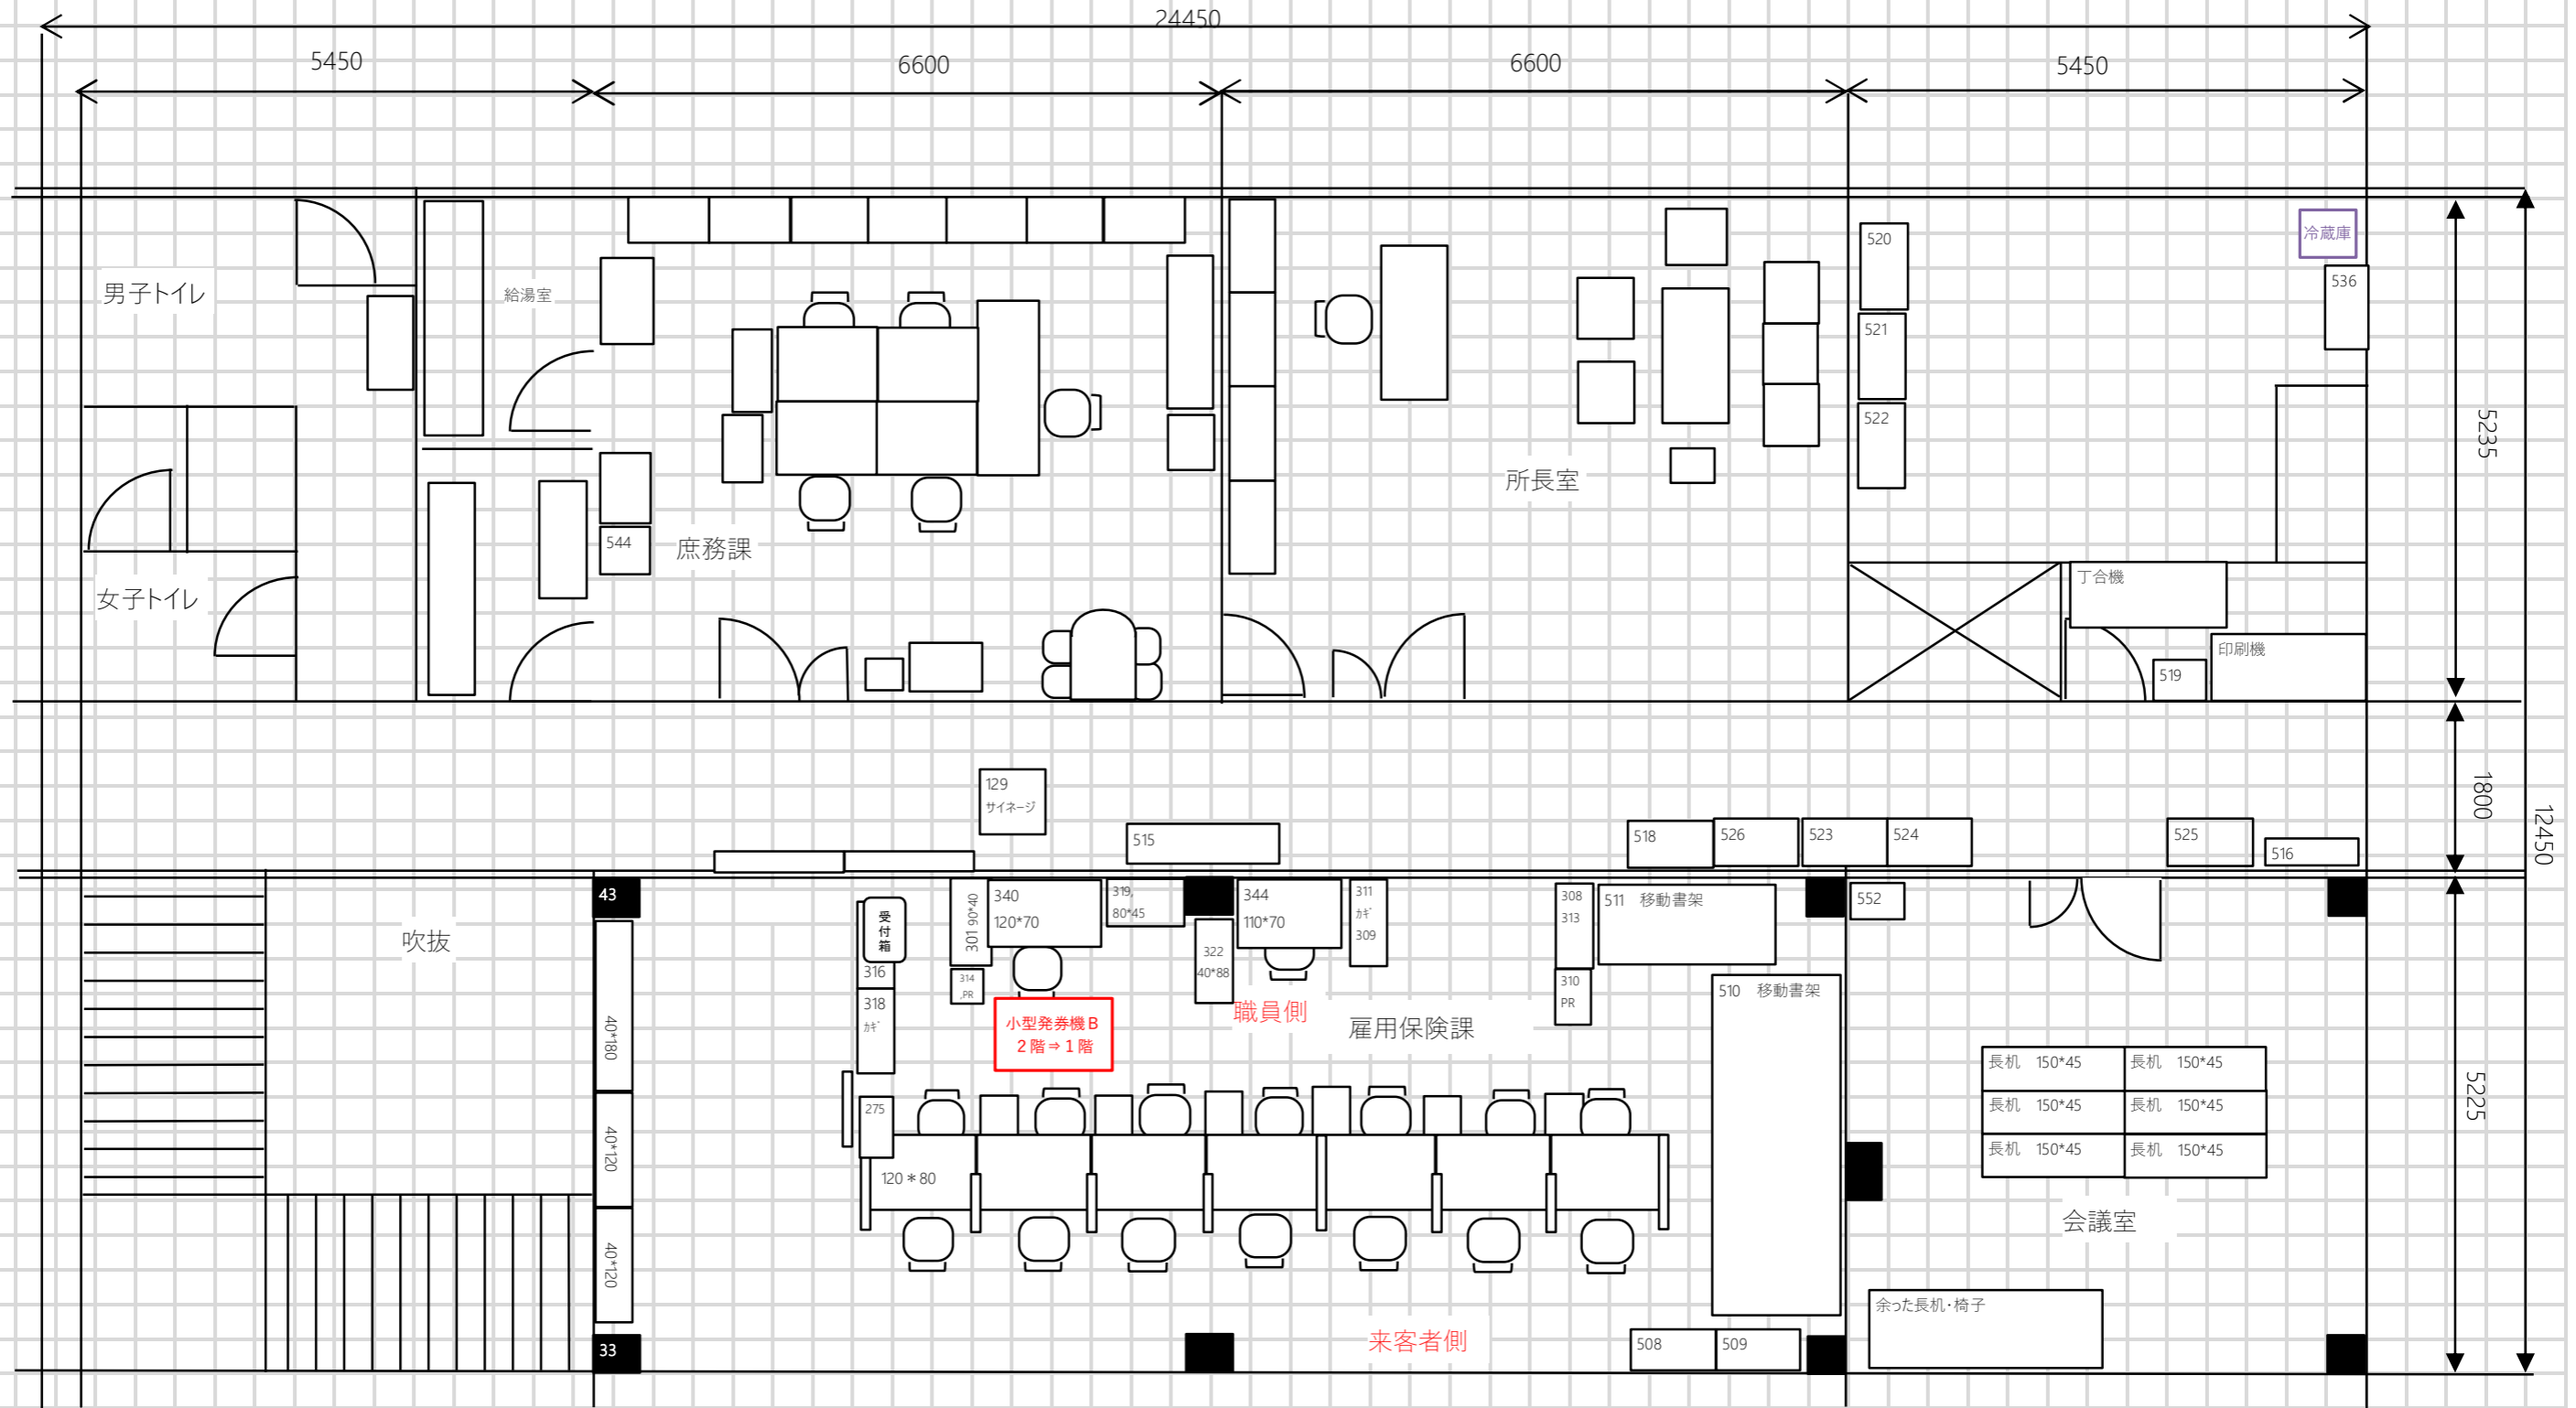 24450
5450
6600
6600
5450
冷蔵庫
520
536
男子トイレ
給湯室
521
522
5235
所長室
544
庶務課
女子トイレ
丁合機
印刷機
519
129
サイネージ
1800
12450
515
518
526
523
524
525
516
43
受付箱
301 90*40
340
120*70
319,
80*45
344
110*70
311
ｶｷﾞ
309
308
313
511 移動書架
552
吹抜
316
314
,PR
322
40*88
310
PR
510 移動書架
318
ｶｷﾞ
職員側
小型発券機B
2階⇒1階
雇用保険課
40*180
長机 150*45
長机 150*45
275
長机 150*45
長机 150*45
5225
40*120
長机 150*45
長机 150*45
120*80
会議室
40*120
余った長机・椅子
33
来客者側
508
509